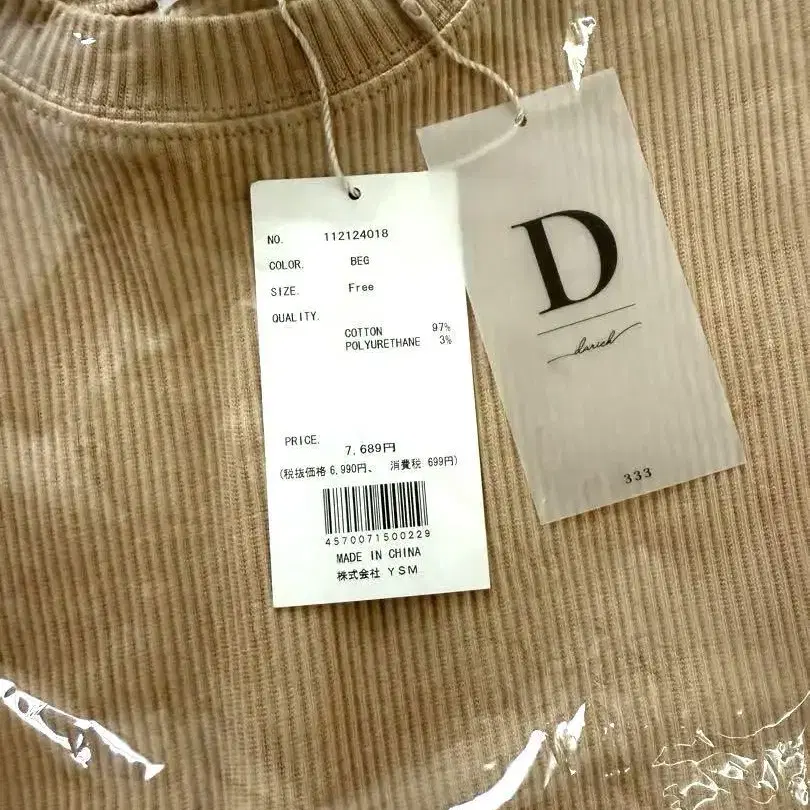 NO. 112124018
COLOR. BEG
SIZE. Free
QUALITY.
COTTON 97%
POLYURETHANE 3%
PRICE.
7,689円
(税抜価格 6,990円、 消費税 699円)
4570071500229
MADE IN CHINA
株式会社 YSM
D
darich
333